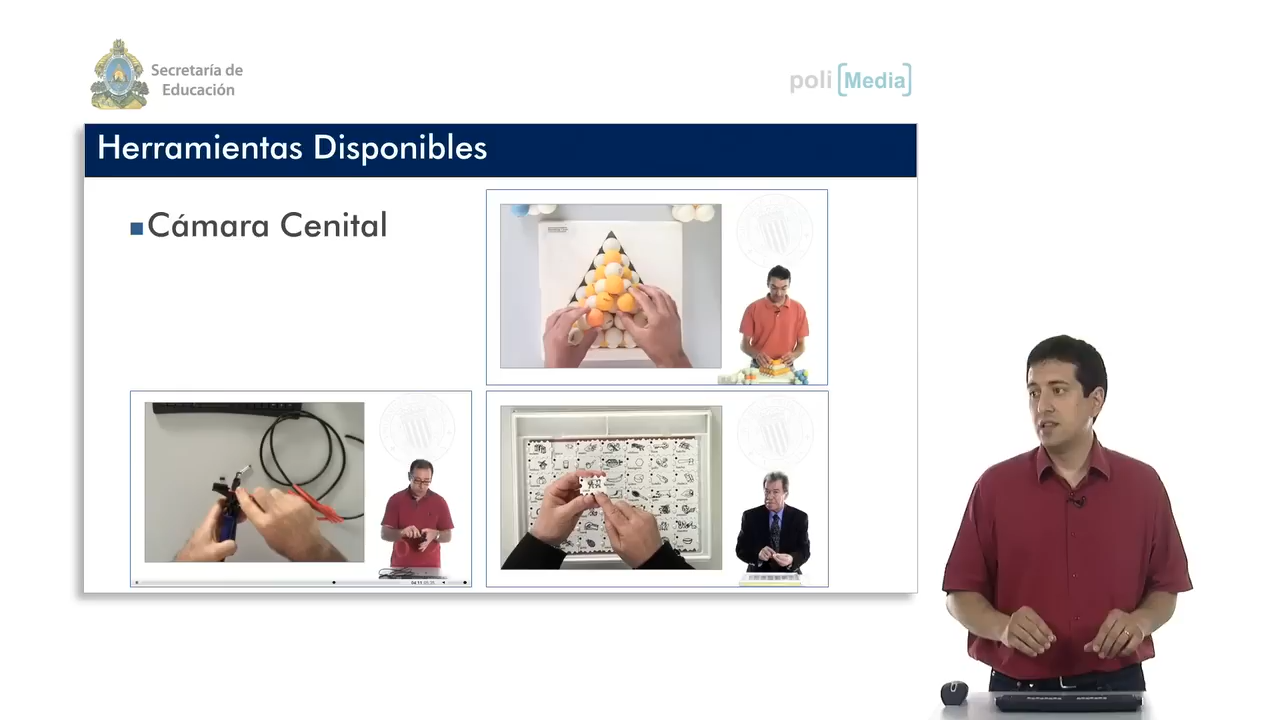 Secretaría de
Educación
poli [Media]
Herramientas Disponibles
Cámara Cenital